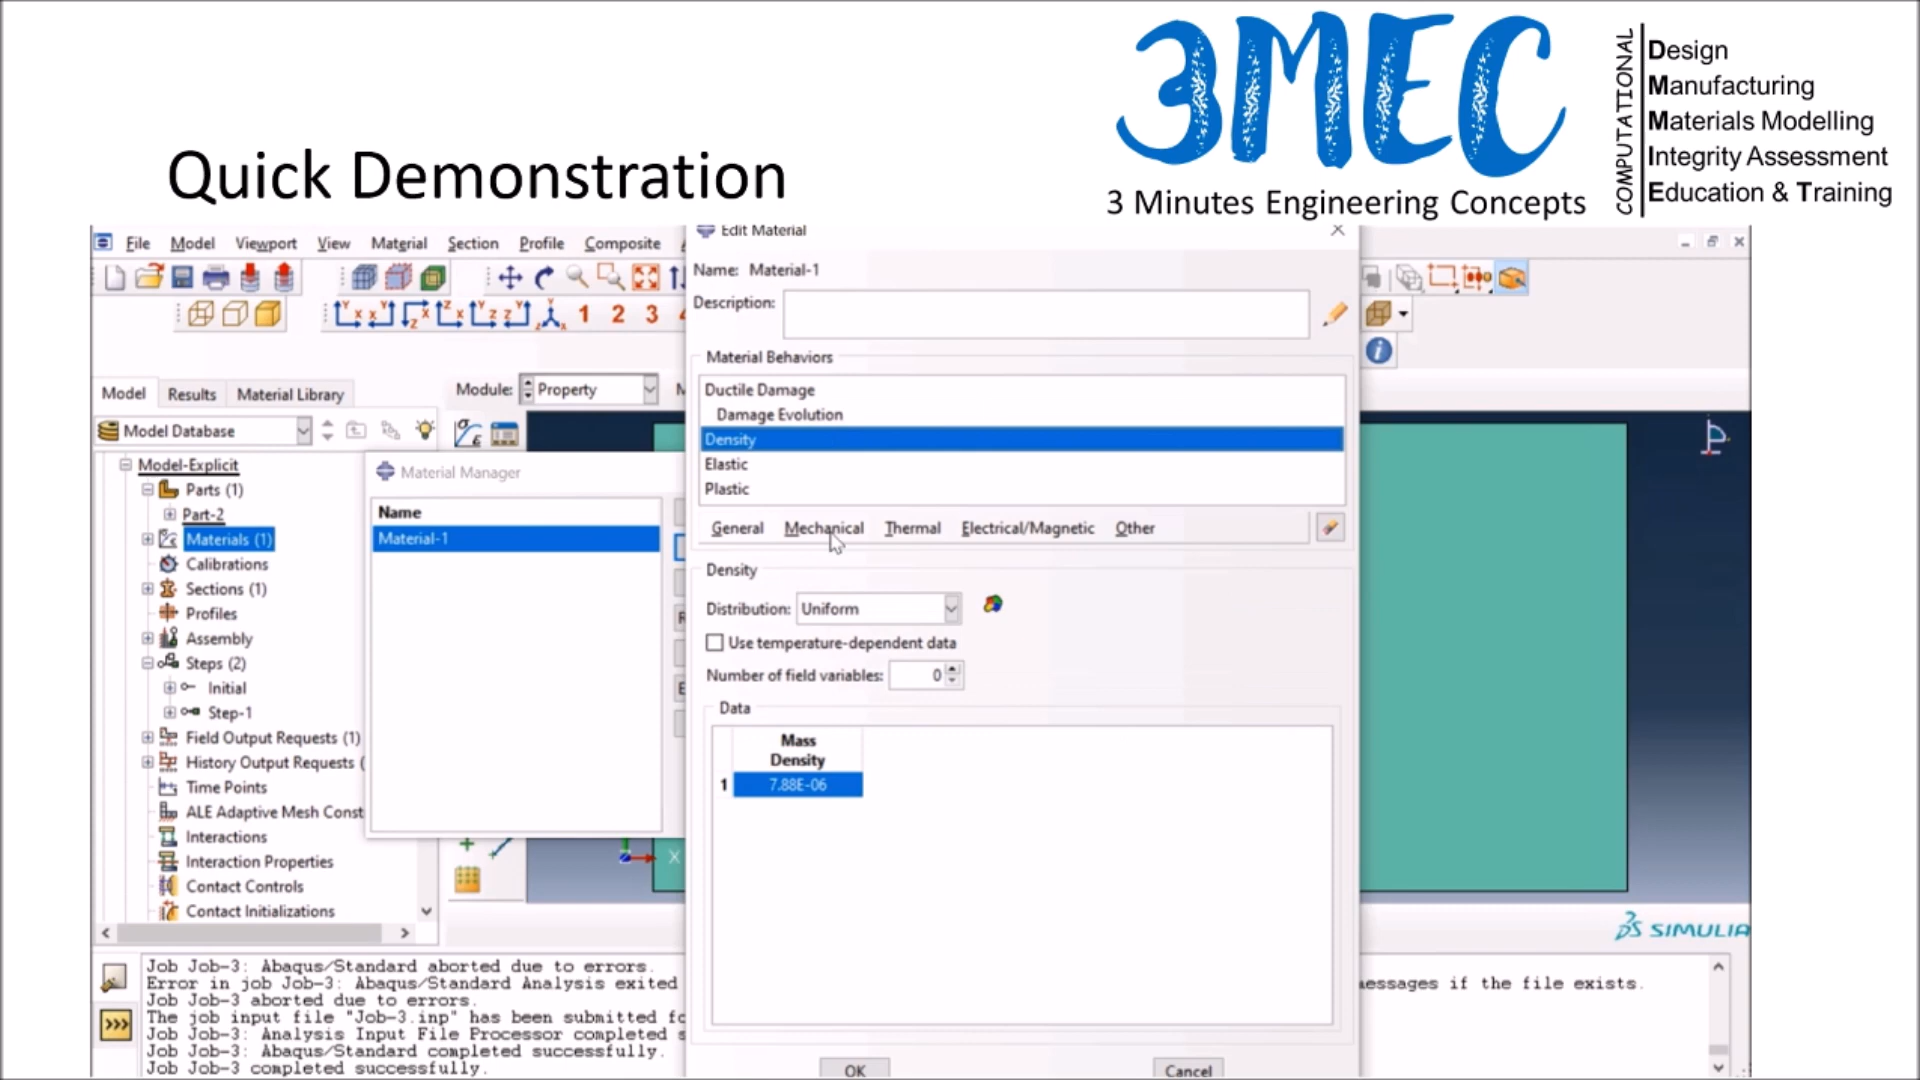 3MEC
3 Minutes Engineering Concepts
COMPUTATIONAL
Design
Manufacturing
Materials Modelling
Integrity Assessment
Education & Training
Quick Demonstration
File Model Viewport View Material Section Profile Composite
1 2 3
Model Results Material Library
Module: Property
Model Database
Model-Explicit
Parts (1)
Part-2
Materials (1)
Calibrations
Sections (1)
Profiles
Assembly
Steps (2)
Initial
Step-1
Field Output Requests (1)
History Output Requests (
Time Points
ALE Adaptive Mesh Const
Interactions
Interaction Properties
Contact Controls
Contact Initializations
Material Manager
Name
Material-1
Edit Material
Name: Material-1
Description:
Material Behaviors
Ductile Damage
Damage Evolution
Density
Elastic
Plastic
General Mechanical Thermal Electrical/Magnetic Other
Density
Distribution: Uniform
Use temperature-dependent data
Number of field variables: 0
Data
Mass
Density
1 7.88E-06
OK Cancel
X
SIMULIA
Job Job-3: Abaqus/Standard aborted due to errors.
Error in job Job-3: Abaqus/Standard Analysis exited messages if the file exists.
Job Job-3 aborted due to errors.
The job input file "Job-3.inp" has been submitted fo
Job Job-3: Analysis Input File Processor completed s
Job Job-3: Abaqus/Standard completed successfully.
Job Job-3 completed successfully.